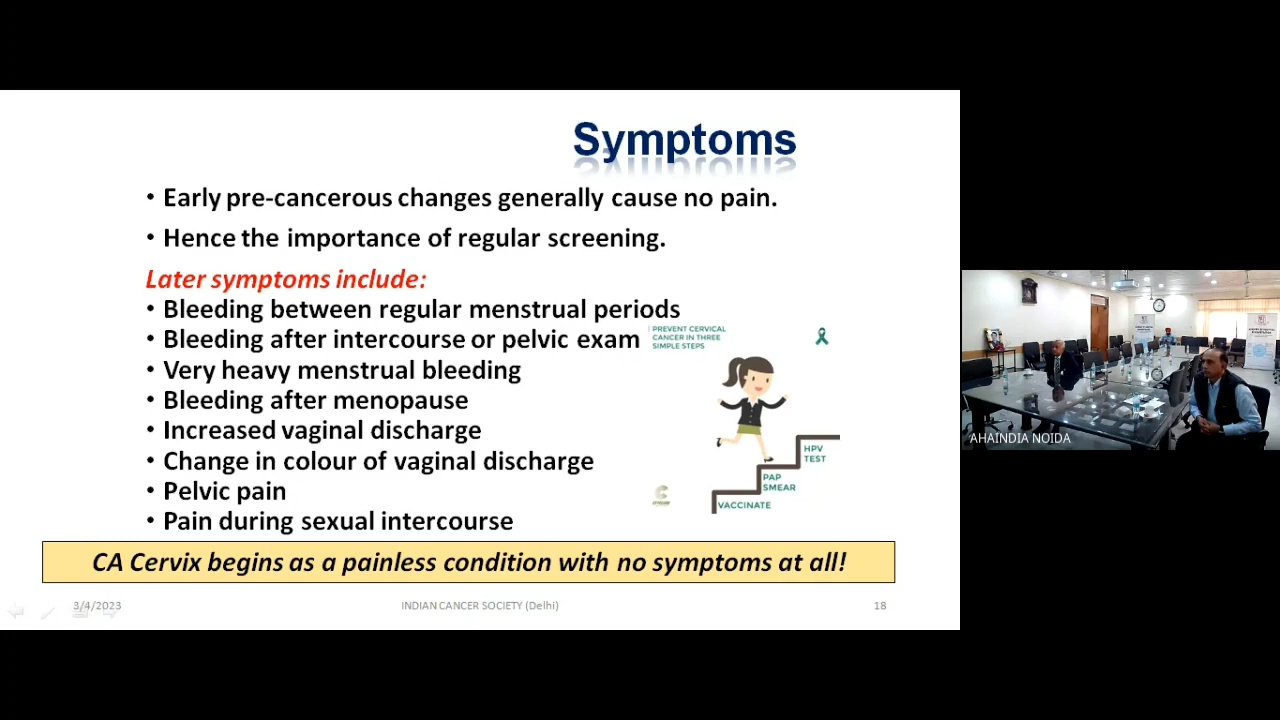 Symptoms
• Early pre-cancerous changes generally cause no pain.
• Hence the importance of regular screening.
Later symptoms include:
• Bleeding between regular menstrual periods
• Bleeding after intercourse or pelvic exam
• Very heavy menstrual bleeding
• Bleeding after menopause
• Increased vaginal discharge
• Change in colour of vaginal discharge
• Pelvic pain
• Pain during sexual intercourse
PREVENT CERVICAL
CANCER IN THREE
SIMPLE STEPS
HPV
TEST
PAP
SMEAR
VACCINATE
CA Cervix begins as a painless condition with no symptoms at all!
3/4/2023
INDIAN CANCER SOCIETY (Delhi)
18
AHAINDIA NOIDA